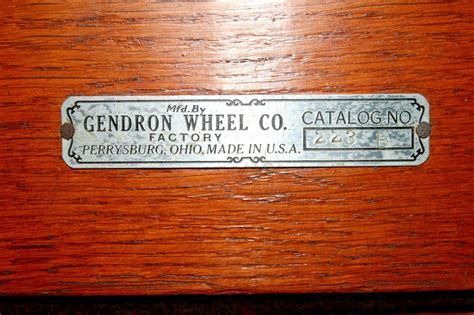 Mfd. By
GENDRON WHEEL CO.
FACTORY
PERRYSBURG, OHIO, MADE IN U.S.A.
CATALOG NO.
223 E